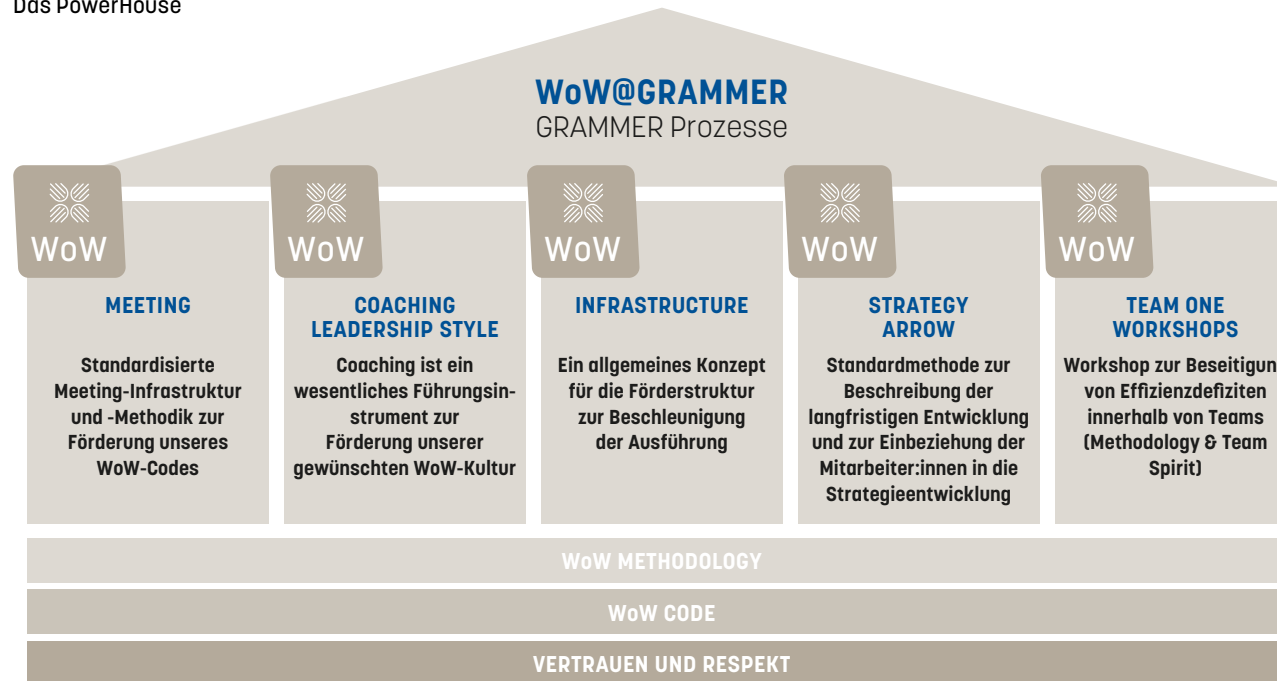 Das PowerHouse
WoW@GRAMMER
GRAMMER Prozesse
WoW
MEETING
Standardisierte
Meeting-Infrastruktur
und -Methodik zur
Förderung unseres
WoW-Codes
WoW
COACHING
LEADERSHIP STYLE
Coaching ist ein
wesentliches Führungsin-
strument zur
Förderung unserer
gewünschten WoW-Kultur
WoW
INFRASTRUCTURE
Ein allgemeines Konzept
für die Förderstruktur
zur Beschleunigung
der Ausführung
WoW
STRATEGY
ARROW
Standardmethode zur
Beschreibung der
langfristigen Entwicklung
und zur Einbeziehung der
Mitarbeiter:innen in die
Strategieentwicklung
WoW
TEAM ONE
WORKSHOPS
Workshop zur Beseitigun
von Effizienzdefiziten
innerhalb von Teams
(Methodology & Team
Spirit)
WoW METHODOLOGY
WoW CODE
VERTRAUEN UND RESPEKT